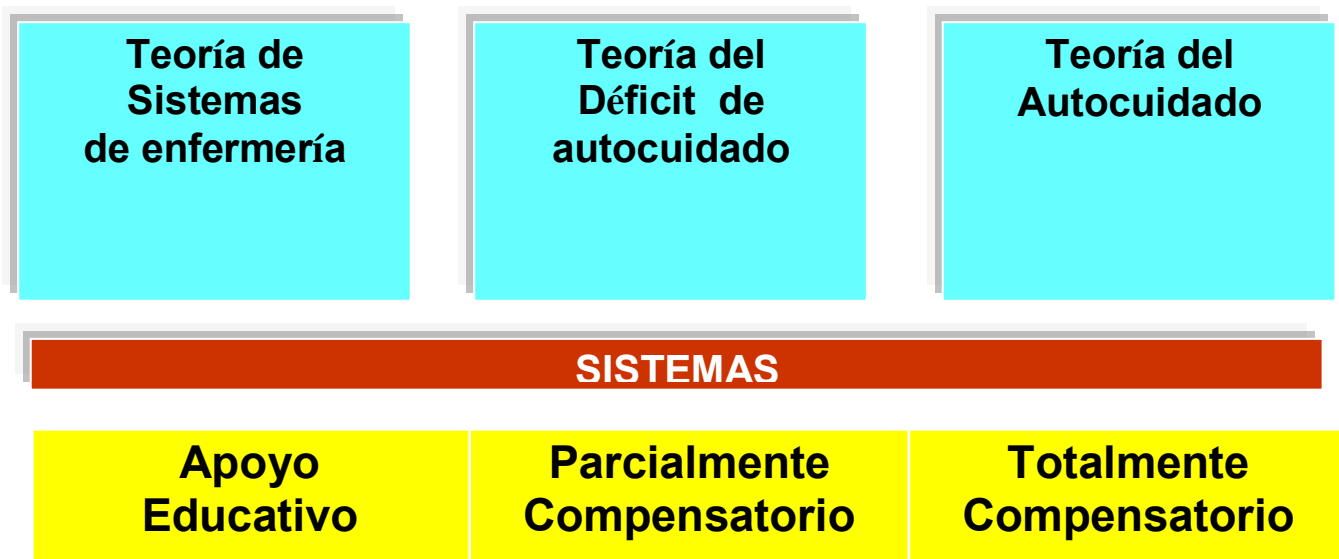 Teoría de
Sistemas
de enfermería
Teoría del
Déficit de
autocuidado
Teoría del
Autocuidado
SISTEMAS
Apoyo
Educativo
Parcialmente
Compensatorio
Totalmente
Compensatorio